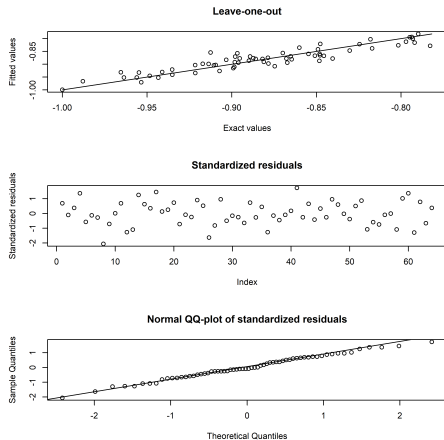 Leave-one-out
Fitted values
-0.85
-1.00
-1.00 -0.95 -0.90 -0.85 -0.80
Exact values
Standardized residuals
Standardized residuals
1
0
-1
-2
0 10 20 30 40 50 60
Index
Normal QQ-plot of standardized residuals
Sample Quantiles
1
0
-1
-2
-2 -1 0 1 2
Theoretical Quantiles